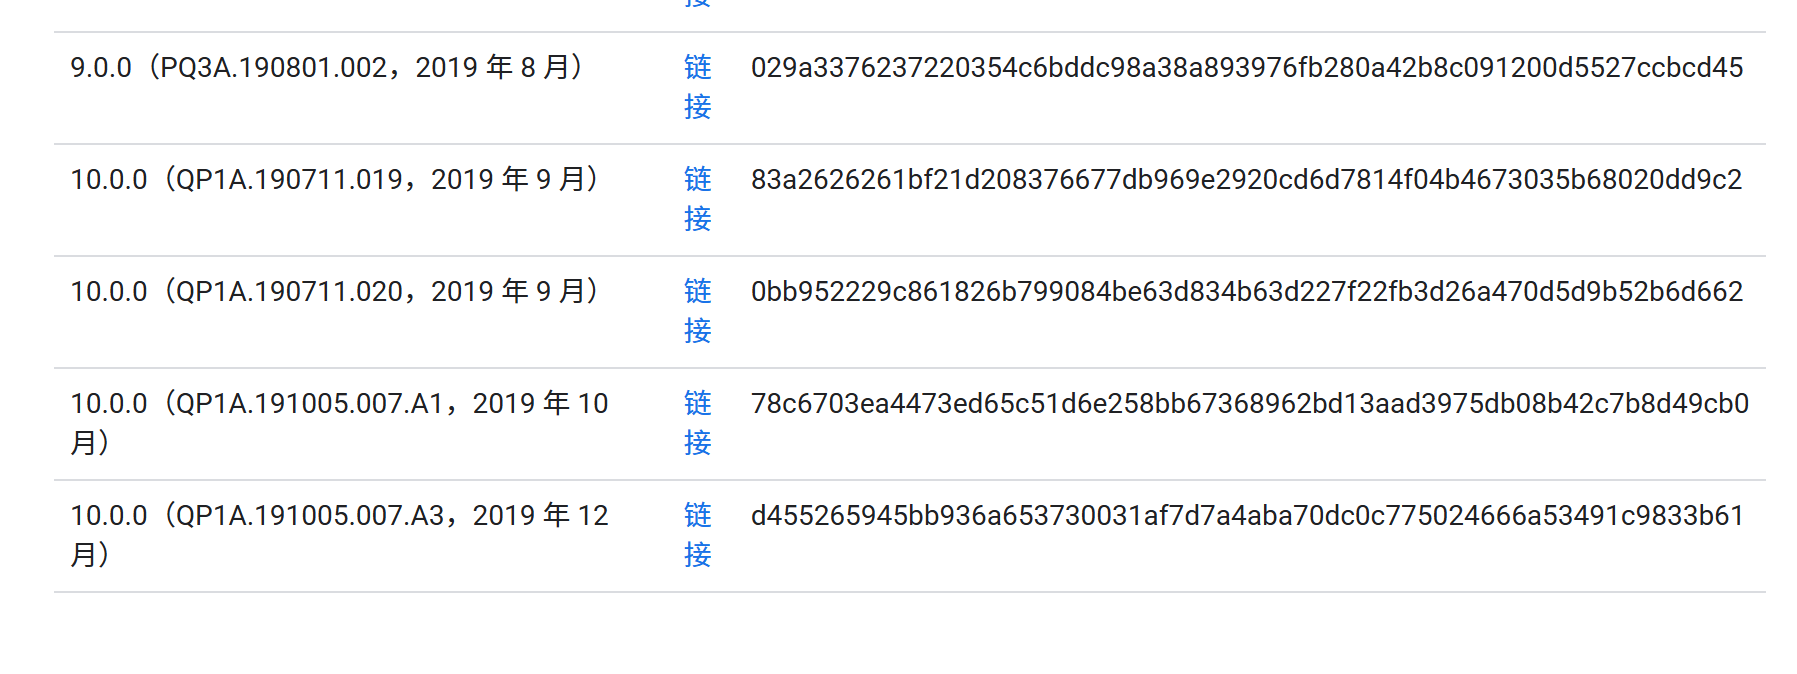 接
9.0.0（PQ3A.190801.002，2019 年 8 月） 链 029a3376237220354c6bddc98a38a893976fb280a42b8c091200d5527ccbcd45
接
10.0.0（QP1A.190711.019，2019 年 9 月） 链 83a2626261bf21d208376677db969e2920cd6d7814f04b4673035b68020dd9c2
接
10.0.0（QP1A.190711.020，2019 年 9 月） 链 0bb952229c861826b799084be63d834b63d227f22fb3d26a470d5d9b52b6d662
接
10.0.0（QP1A.191005.007.A1，2019 年 10 链 78c6703ea4473ed65c51d6e258bb67368962bd13aad3975db08b42c7b8d49cb0
月） 接
10.0.0（QP1A.191005.007.A3，2019 年 12 链 d455265945bb936a653730031af7d7a4aba70dc0c775024666a53491c9833b61
月） 接